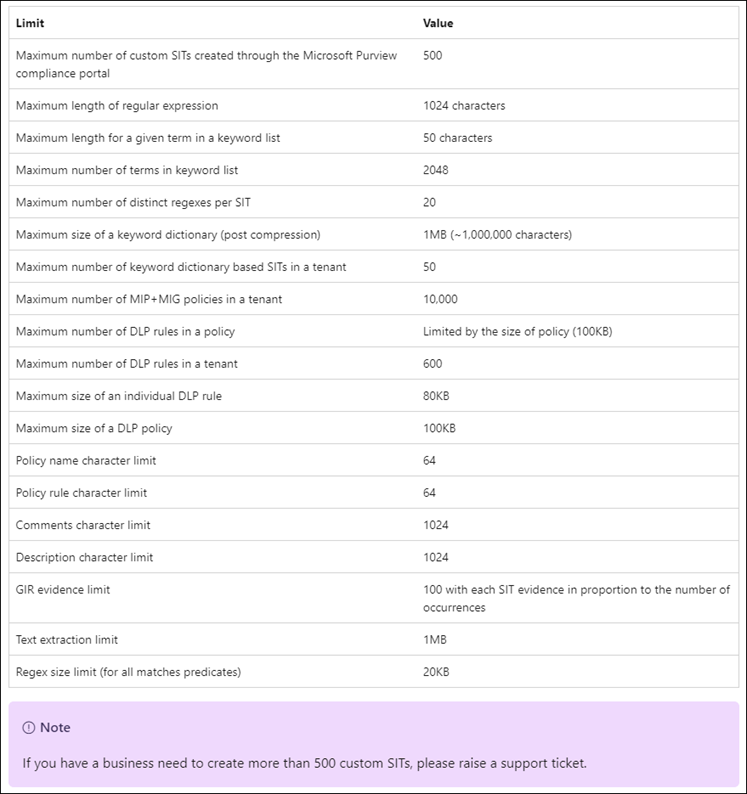 Limit Value
Maximum number of custom SITs created through the Microsoft Purview 500
compliance portal
Maximum length of regular expression 1024 characters
Maximum length for a given term in a keyword list 50 characters
Maximum number of terms in keyword list 2048
Maximum number of distinct regexes per SIT 20
Maximum size of a keyword dictionary (post compression) 1MB (~1,000,000 characters)
Maximum number of keyword dictionary based SITs in a tenant 50
Maximum number of MIP+MIG policies in a tenant 10,000
Maximum number of DLP rules in a policy Limited by the size of policy (100KB)
Maximum number of DLP rules in a tenant 600
Maximum size of an individual DLP rule 80KB
Maximum size of a DLP policy 100KB
Policy name character limit 64
Policy rule character limit 64
Comments character limit 1024
Description character limit 1024
GIR evidence limit 100 with each SIT evidence in proportion to the number of
occurrences
Text extraction limit 1MB
Regex size limit (for all matches predicates) 20KB
Note
If you have a business need to create more than 500 custom SITs, please raise a support ticket.